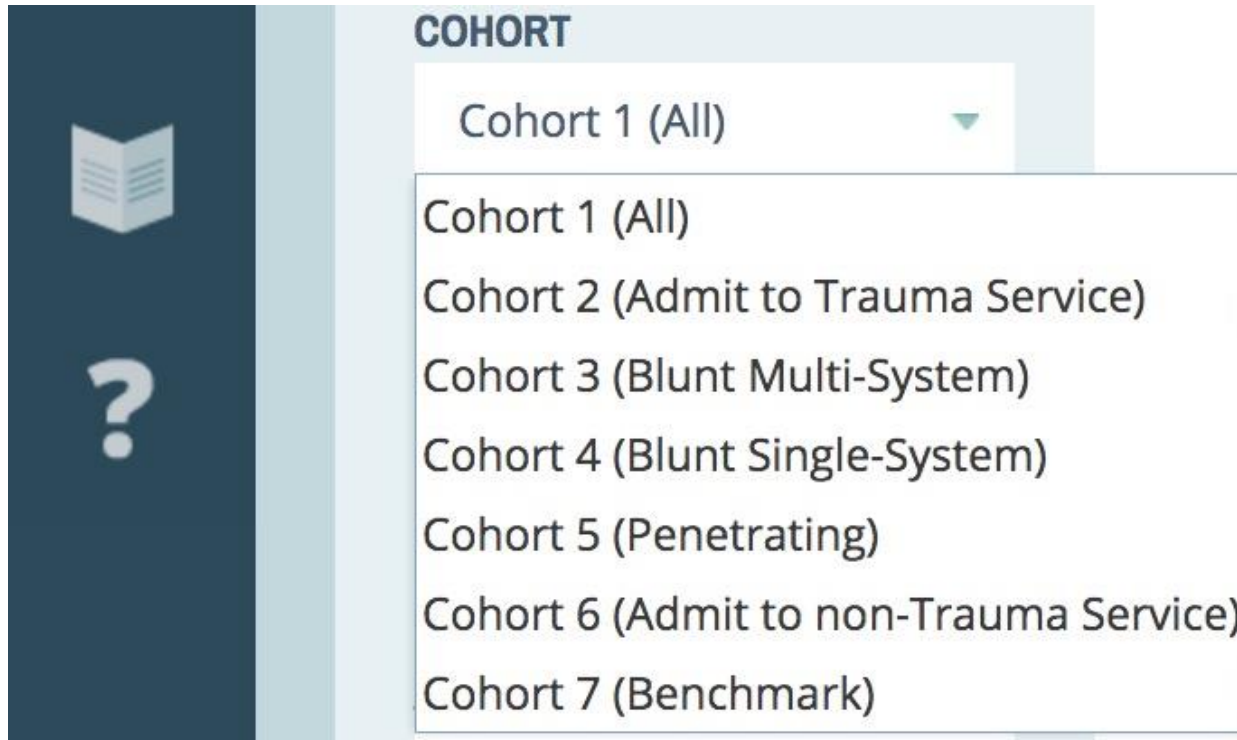 COHORT
Cohort 1 (All)
Cohort 1 (All)
Cohort 2 (Admit to Trauma Service)
Cohort 3 (Blunt Multi-System)
Cohort 4 (Blunt Single-System)
Cohort 5 (Penetrating)
Cohort 6 (Admit to non-Trauma Service)
Cohort 7 (Benchmark)
?